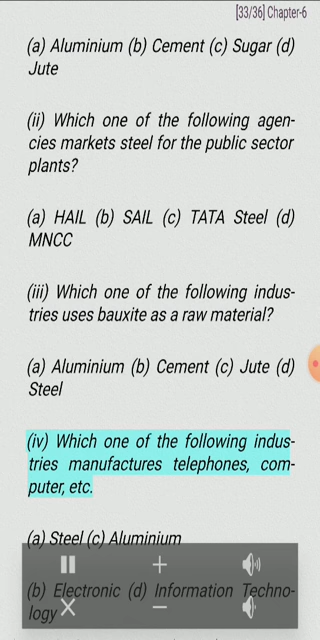 [33/36] Chapter-6
(a) Aluminium (b) Cement (c) Sugar (d)
Jute
(ii) Which one of the following agen-
cies markets steel for the public sector
plants?
(a) HAIL (b) SAIL (c) TATA Steel (d)
MNCC
(iii) Which one of the following indus-
tries uses bauxite as a raw material?
(a) Aluminium (b) Cement (c) Jute (d)
Steel
(iv) Which one of the following indus-
tries manufactures telephones, com-
puter, etc.
(a) Steel (c) Aluminium
(b) Electronic (d) Information Techno-
logy